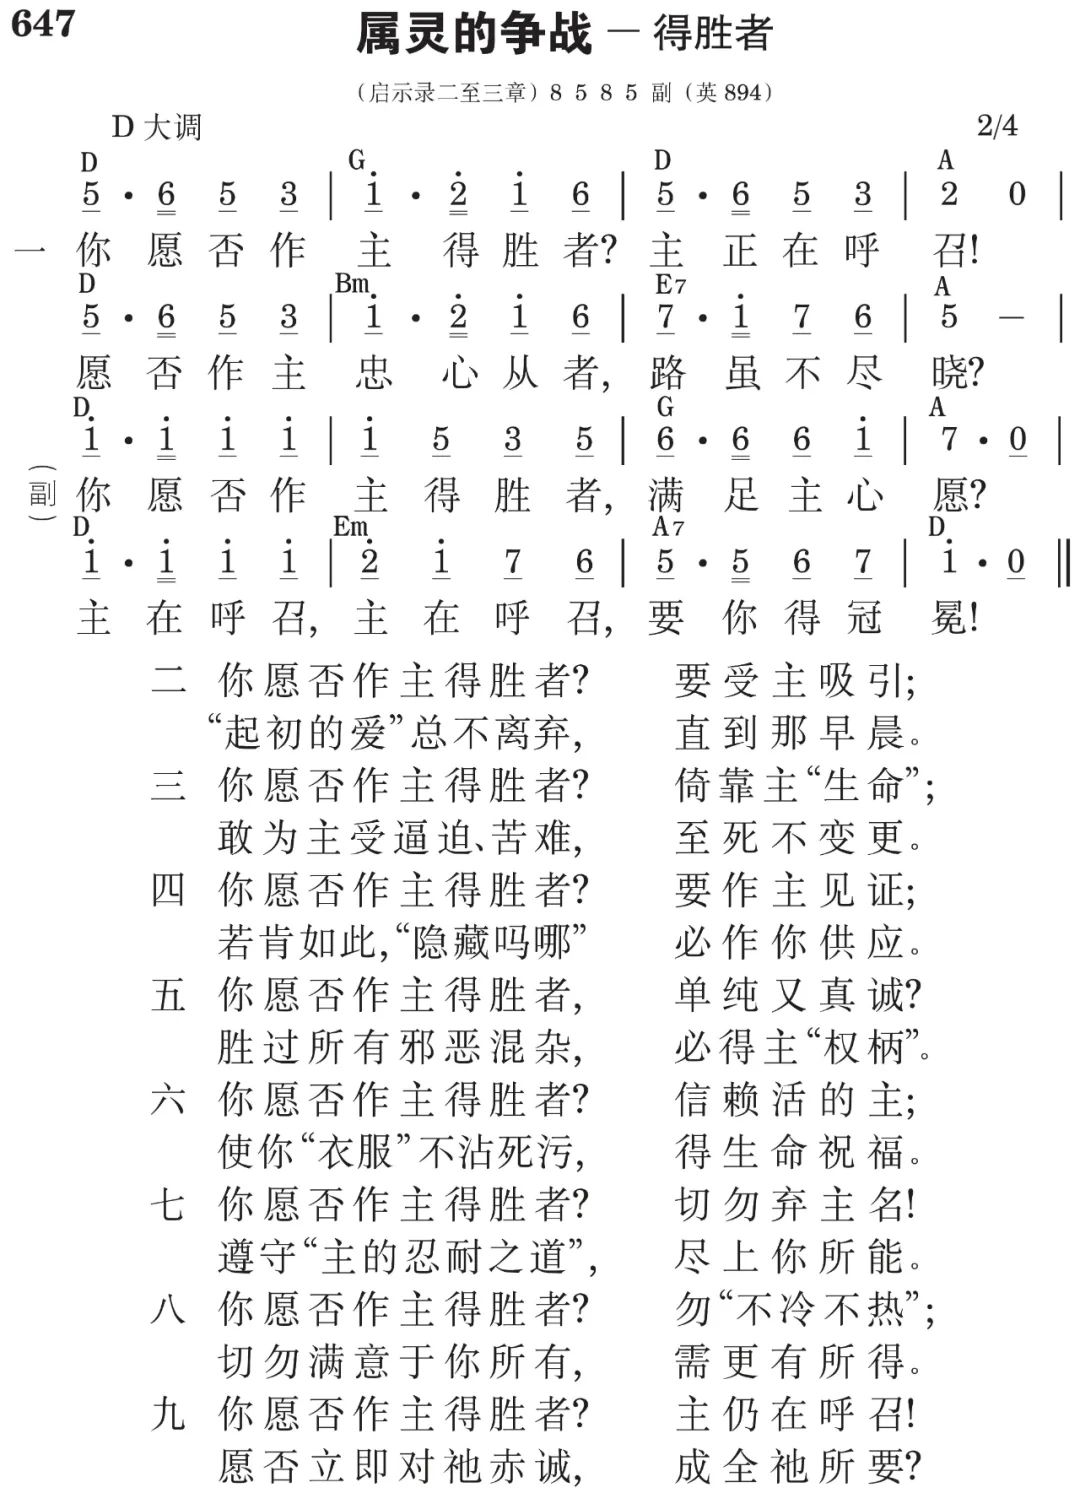 647
属灵的争战 － 得胜者
（启示录二至三章）8 5 8 5 副（英 894）
D 大调 2/4
D G D A
5 · 6 5 3 | 1̇ · 2̇ 1̇ 6 | 5 · 6 5 3 | 2 0 |
一 你愿否作 主得胜者? 主正在呼 召!
D Bm E7 A
5 · 6 5 3 | 1̇ · 2̇ 1̇ 6 | 7 · 1̇ 7 6 | 5 － |
愿否作主 忠心从者, 路虽不尽 晓?
D G A
1̇ · 1̇ 1̇ 1̇ | 1̇ 5 3 5 | 6 · 6 6 1̇ | 7 · 0 |
（副） 你愿否作 主得胜者, 满足主心 愿?
D Em A7 D
1̇ · 1̇ 1̇ 1̇ | 2̇ 1̇ 7 6 | 5 · 5 6 7 | 1̇ · 0 ‖
主在呼召, 主在呼召, 要你得冠 冕!
二 你愿否作主得胜者? 要受主吸引;
“起初的爱”总不离弃, 直到那早晨。
三 你愿否作主得胜者? 倚靠主“生命”;
敢为主受逼迫、苦难, 至死不变更。
四 你愿否作主得胜者? 要作主见证;
若肯如此,“隐藏吗哪” 必作你供应。
五 你愿否作主得胜者, 单纯又真诚?
胜过所有邪恶混杂, 必得主“权柄”。
六 你愿否作主得胜者? 信赖活的主;
使你“衣服”不沾死污, 得生命祝福。
七 你愿否作主得胜者? 切勿弃主名!
遵守“主的忍耐之道”, 尽上你所能。
八 你愿否作主得胜者? 勿“不冷不热”;
切勿满意于你所有, 需更有所得。
九 你愿否作主得胜者? 主仍在呼召!
愿否立即对祂赤诚, 成全祂所要?